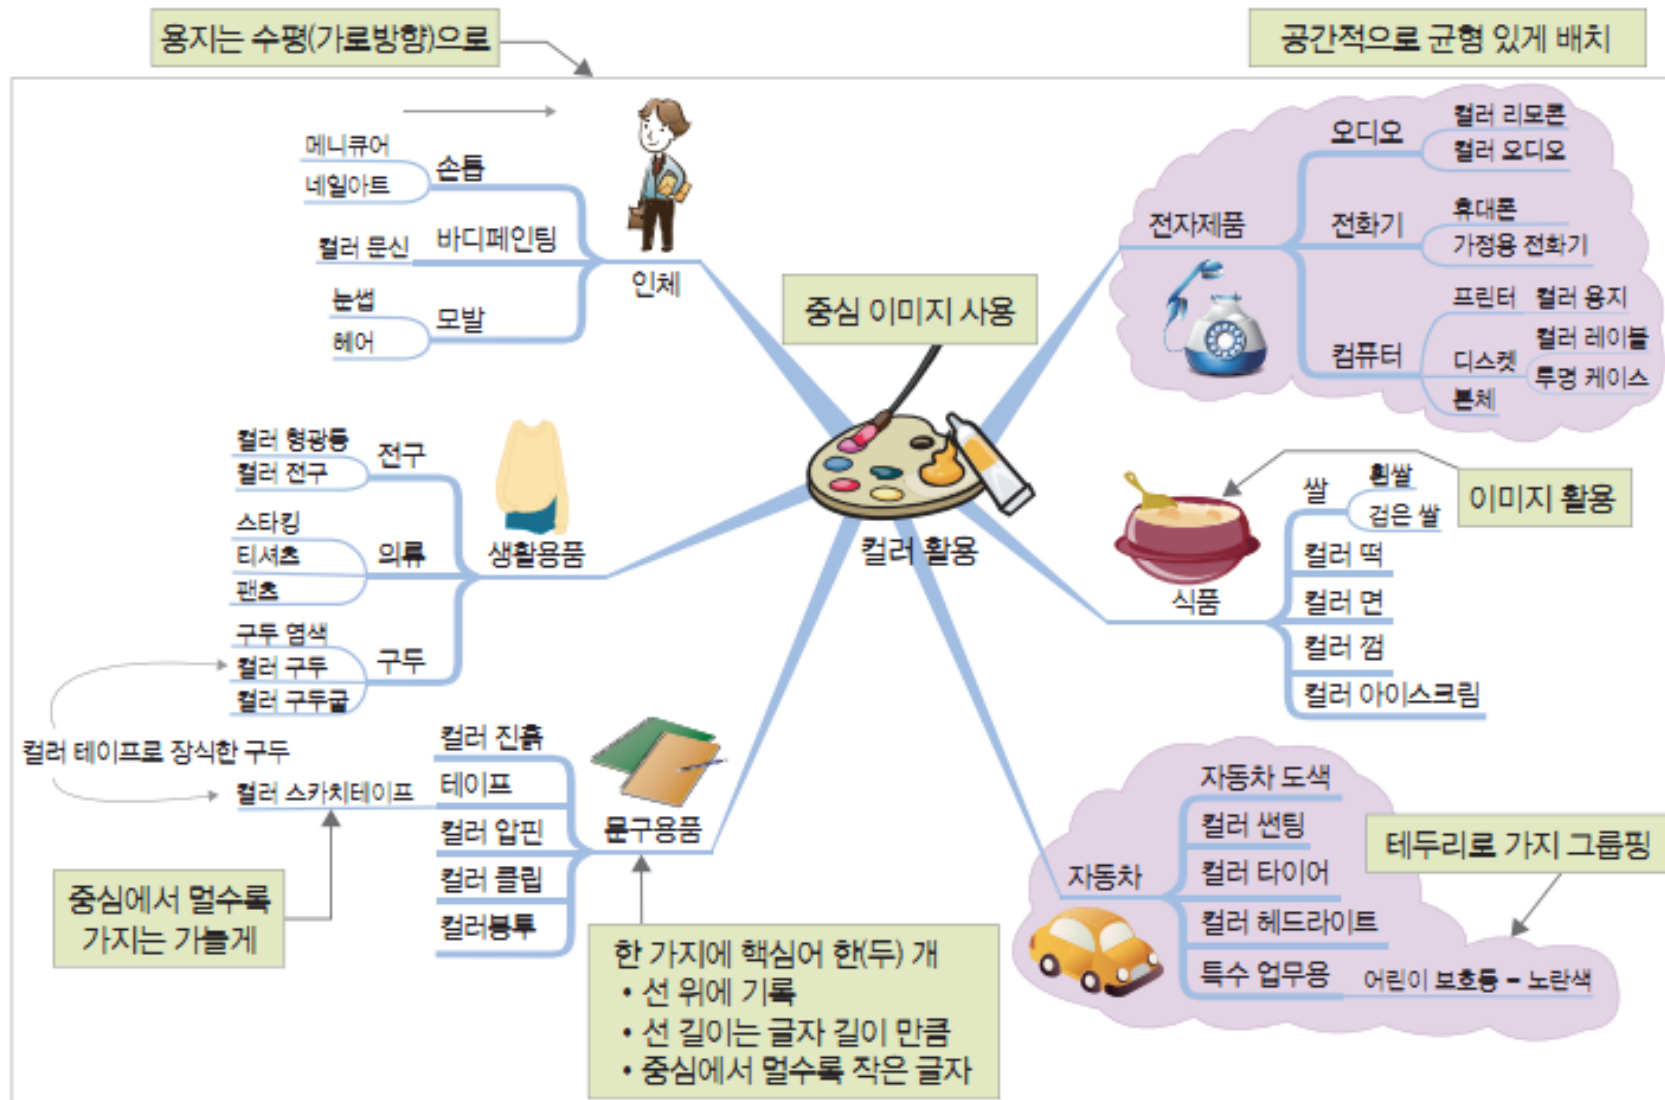 용지는 수평(가로방향)으로
공간적으로 균형 있게 배치
메니큐어
네일아트
손톱
컬러 문신
바디페인팅
눈썹
헤어
모발
인체
중심 이미지 사용
컬러 활용
전자제품
오디오
컬러 리모콘
컬러 오디오
전화기
휴대폰
가정용 전화기
컴퓨터
프린터
컬러 용지
디스켓
컬러 레이블
투명 케이스
본체
컬러 형광등
컬러 전구
전구
스타킹
티셔츠
팬츠
의류
생활용품
구두 염색
컬러 구두
컬러 구두굽
구두
컬러 테이프로 장식한 구두
이미지 활용
식품
쌀
흰쌀
검은 쌀
컬러 떡
컬러 면
컬러 껌
컬러 아이스크림
컬러 진흙
테이프
컬러 스카치테이프
컬러 압핀
컬러 클립
컬러봉투
문구용품
중심에서 멀수록
가지는 가늘게
한 가지에 핵심어 한(두) 개
• 선 위에 기록
• 선 길이는 글자 길이 만큼
• 중심에서 멀수록 작은 글자
자동차
자동차 도색
컬러 썬팅
컬러 타이어
컬러 헤드라이트
특수 업무용
어린이 보호등 – 노란색
테두리로 가지 그룹핑